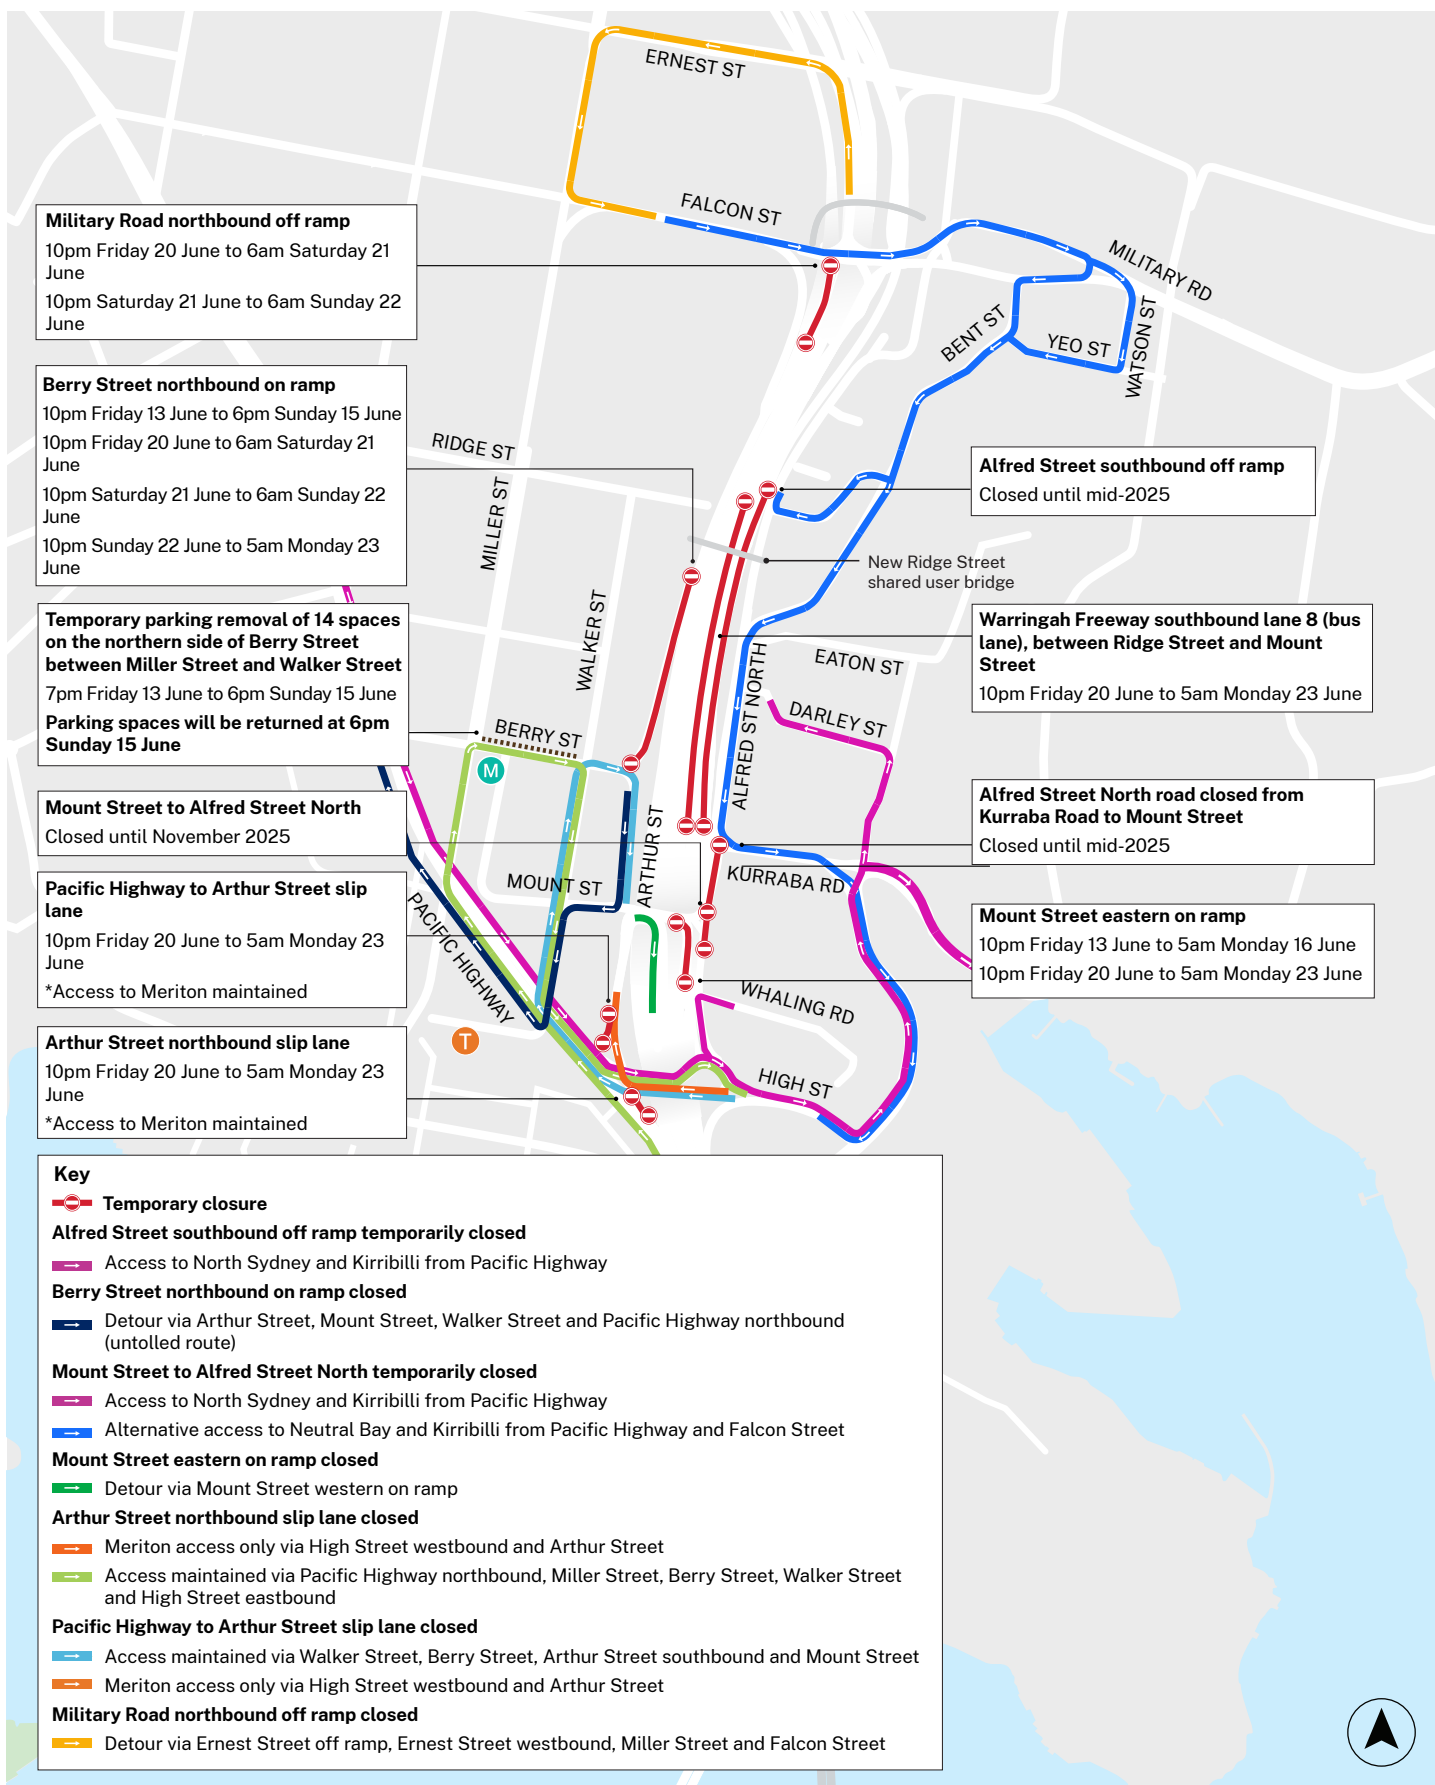 ERNEST ST
FALCON ST
MILITARY RD
Military Road northbound off ramp
10pm Friday 20 June to 6am Saturday 21
June
10pm Saturday 21 June to 6am Sunday 22
June
BENT ST
YEO ST
WATSON ST
Berry Street northbound on ramp
10pm Friday 13 June to 6pm Sunday 15 June
10pm Friday 20 June to 6am Saturday 21
June
10pm Saturday 21 June to 6am Sunday 22
June
10pm Sunday 22 June to 5am Monday 23
June
RIDGE ST
MILLER ST
Alfred Street southbound off ramp
Closed until mid-2025
New Ridge Street
shared user bridge
Temporary parking removal of 14 spaces
on the northern side of Berry Street
between Miller Street and Walker Street
7pm Friday 13 June to 6pm Sunday 15 June
Parking spaces will be returned at 6pm
Sunday 15 June
WALKER ST
Warringah Freeway southbound lane 8 (bus
lane), between Ridge Street and Mount
Street
10pm Friday 20 June to 5am Monday 23 June
EATON ST
ALFRED ST NORTH
DARLEY ST
BERRY ST
M
Mount Street to Alfred Street North
Closed until November 2025
ARTHUR ST
Alfred Street North road closed from
Kurraba Road to Mount Street
Closed until mid-2025
MOUNT ST
KURRABA RD
Pacific Highway to Arthur Street slip
lane
10pm Friday 20 June to 5am Monday 23
June
*Access to Meriton maintained
PACIFIC HIGHWAY
Mount Street eastern on ramp
10pm Friday 13 June to 5am Monday 16 June
10pm Friday 20 June to 5am Monday 23 June
WHALING RD
T
Arthur Street northbound slip lane
10pm Friday 20 June to 5am Monday 23
June
*Access to Meriton maintained
HIGH ST
Key
Temporary closure
Alfred Street southbound off ramp temporarily closed
Access to North Sydney and Kirribilli from Pacific Highway
Berry Street northbound on ramp closed
Detour via Arthur Street, Mount Street, Walker Street and Pacific Highway northbound
(untolled route)
Mount Street to Alfred Street North temporarily closed
Access to North Sydney and Kirribilli from Pacific Highway
Alternative access to Neutral Bay and Kirribilli from Pacific Highway and Falcon Street
Mount Street eastern on ramp closed
Detour via Mount Street western on ramp
Arthur Street northbound slip lane closed
Meriton access only via High Street westbound and Arthur Street
Access maintained via Pacific Highway northbound, Miller Street, Berry Street, Walker Street
and High Street eastbound
Pacific Highway to Arthur Street slip lane closed
Access maintained via Walker Street, Berry Street, Arthur Street southbound and Mount Street
Meriton access only via High Street westbound and Arthur Street
Military Road northbound off ramp closed
Detour via Ernest Street off ramp, Ernest Street westbound, Miller Street and Falcon Street